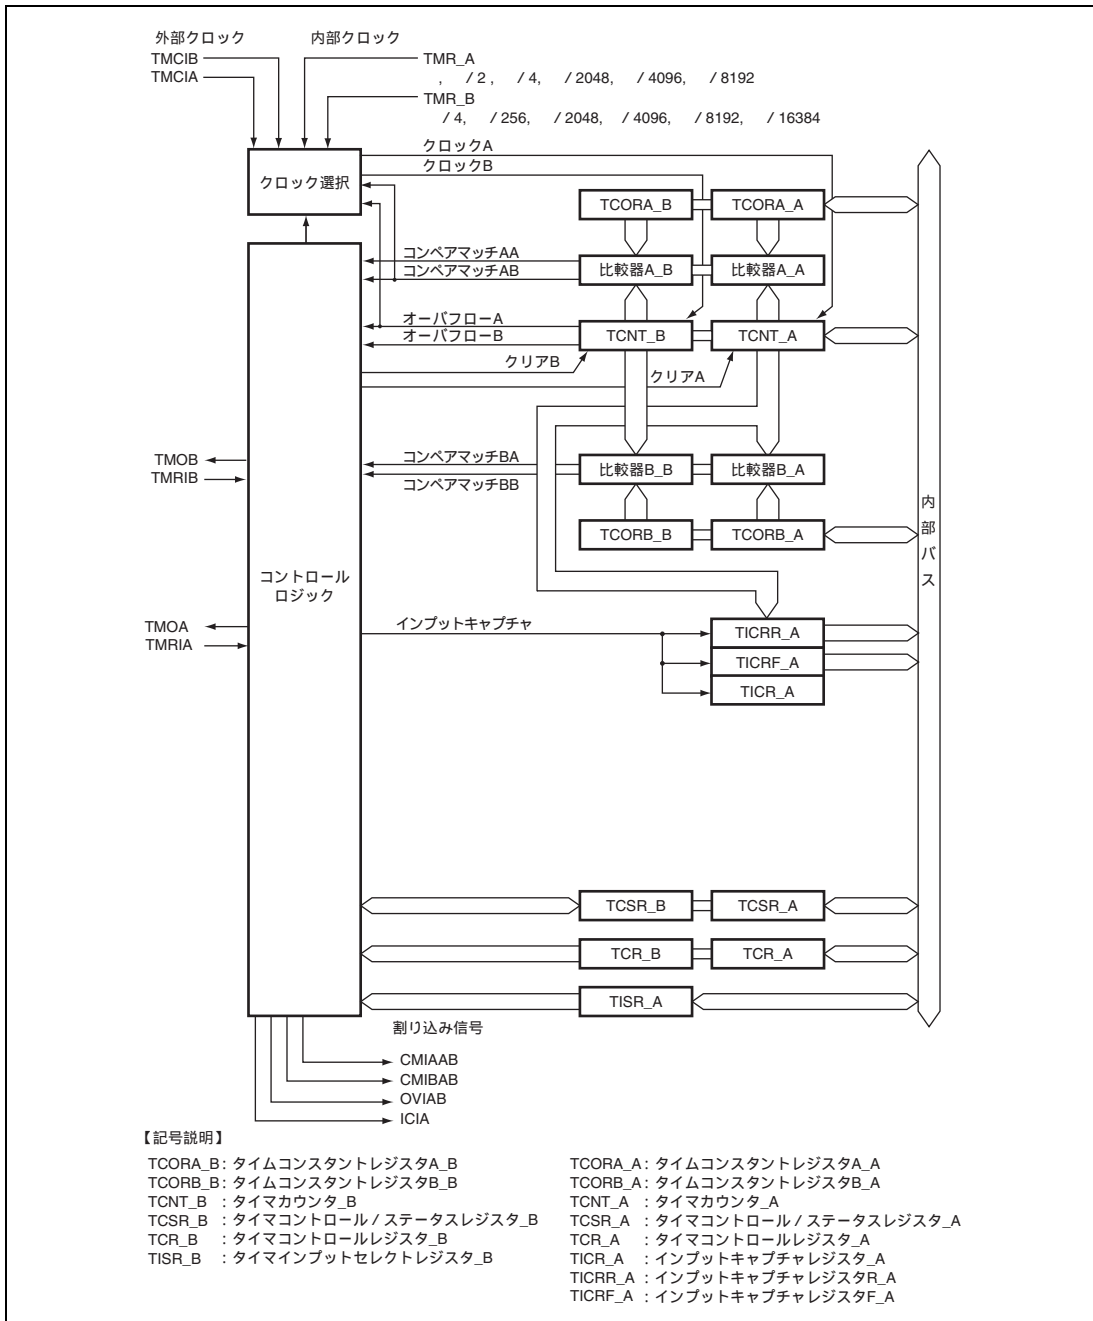 外部クロック 内部クロック
TMCIB TMR_A
TMCIA , / 2 , / 4, / 2048, / 4096, / 8192
TMR_B
/ 4, / 256, / 2048, / 4096, / 8192, / 16384
クロックA
クロックB
クロック選択
TCORA_B TCORA_A
コンペアマッチAA
コンペアマッチAB
比較器A_B 比較器A_A
オーバフローA
オーバフローB
TCNT_B TCNT_A
クリアB
クリアA
TMOB
TMRIB
コンペアマッチBA
コンペアマッチBB
比較器B_B 比較器B_A
TCORB_B TCORB_A
内部バス
コントロール
ロジック
TMOA
TMRIA
インプットキャプチャ
TICRR_A
TICRF_A
TICR_A
TCSR_B TCSR_A
TCR_B TCR_A
TISR_A
割り込み信号
CMIAAB
CMIBAB
OVIAB
ICIA
【記号説明】
TCORA_B : タイムコンスタントレジスタA_B
TCORB_B : タイムコンスタントレジスタB_B
TCNT_B : タイマカウンタ_B
TCSR_B : タイマコントロール / ステータスレジスタ_B
TCR_B : タイマコントロールレジスタ_B
TISR_B : タイマインプットセレクトレジスタ_B
TCORA_A : タイムコンスタントレジスタA_A
TCORB_A : タイムコンスタントレジスタB_A
TCNT_A : タイマカウンタ_A
TCSR_A : タイマコントロール / ステータスレジスタ_A
TCR_A : タイマコントロールレジスタ_A
TICR_A : インプットキャプチャレジスタ_A
TICRR_A : インプットキャプチャレジスタR_A
TICRF_A : インプットキャプチャレジスタF_A